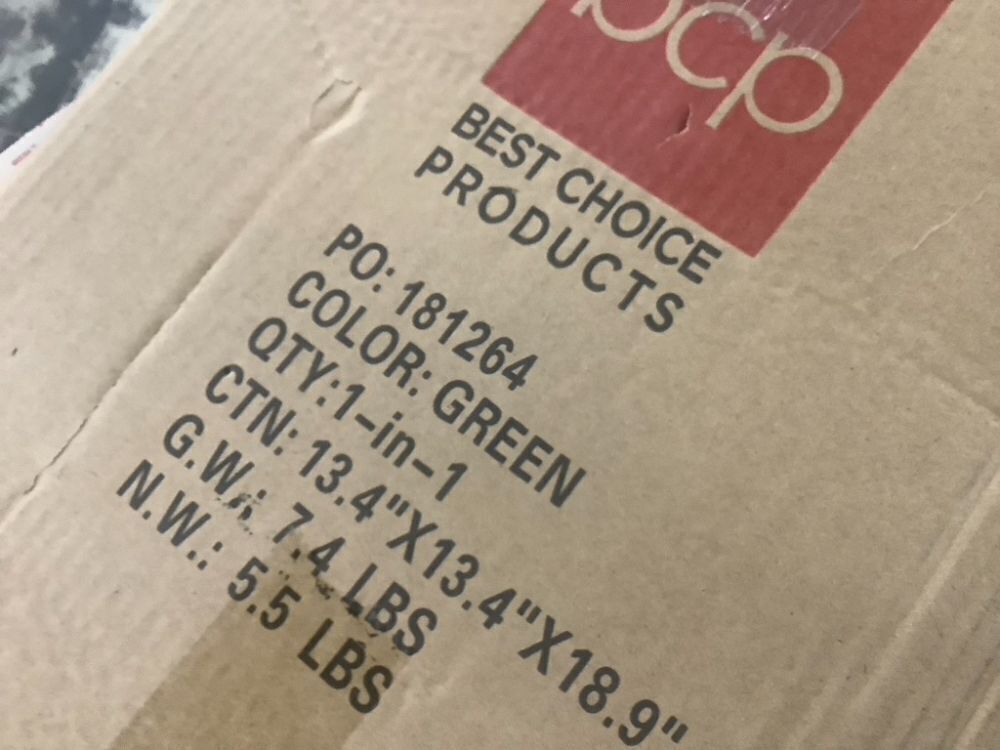 bcp
BEST CHOICE
PRODUCTS
PO: 181264
COLOR: GREEN
QTY:1-in-1
CTN: 13.4"X13.4"X18.9"
G.W.: 7.4 LBS
N.W.: 5.5 LBS